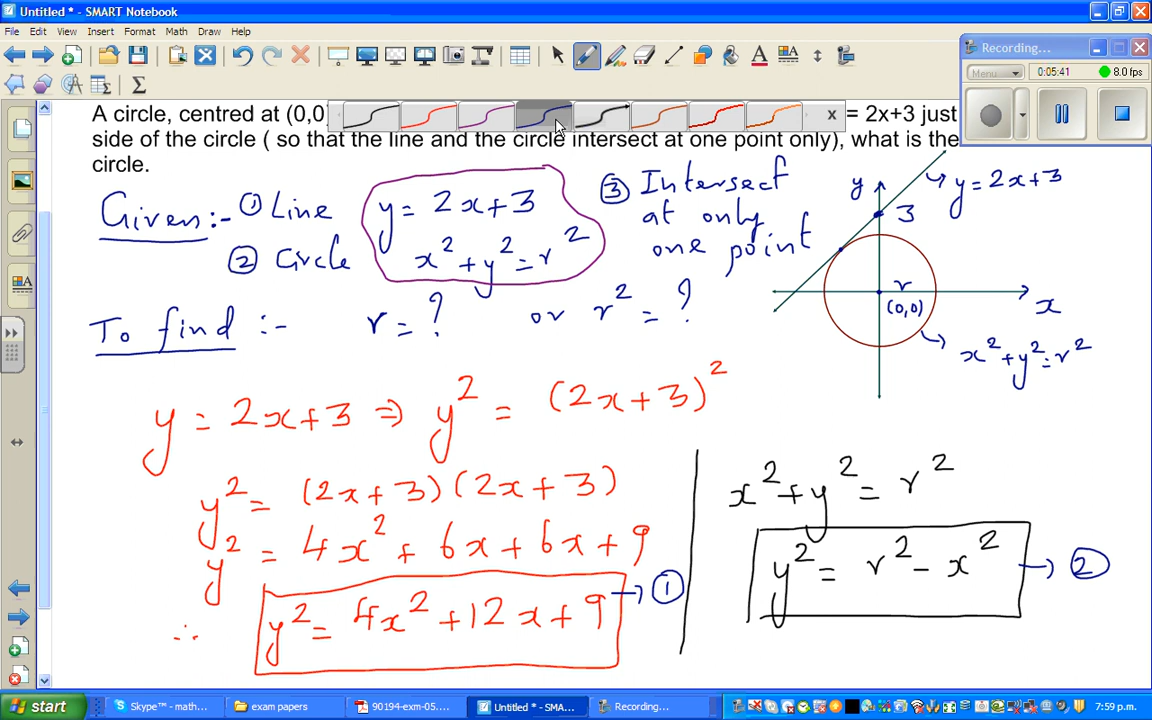 Untitled * - SMART Notebook
File Edit View Insert Format Math Draw Help
Recording...
Menu
00:05:41
8.0 fps
A circle, centred at (0,0
= 2x+3 just
side of the circle ( so that the line and the circle intersect at one point only), what is the
circle.
x
Given:- ① Line
y = 2x+3
② Circle
x² + y² = r²
③ Intersect
at only
one point
y
y = 2x+3
3
r
(0,0)
x
x² + y² = r²
To find :- r = ? or r² = ?
y = 2x+3 ⇒ y² = (2x+3)²
y² = (2x+3)(2x+3)
y² = 4x² + 6x + 6x + 9
∴ y² = 4x² + 12x + 9 → ①
x² + y² = r²
y² = r² - x² → ②
start
Skype™ - math...
exam papers
90194-exm-05....
Untitled * - SMA...
Recording...
7:59 p.m.